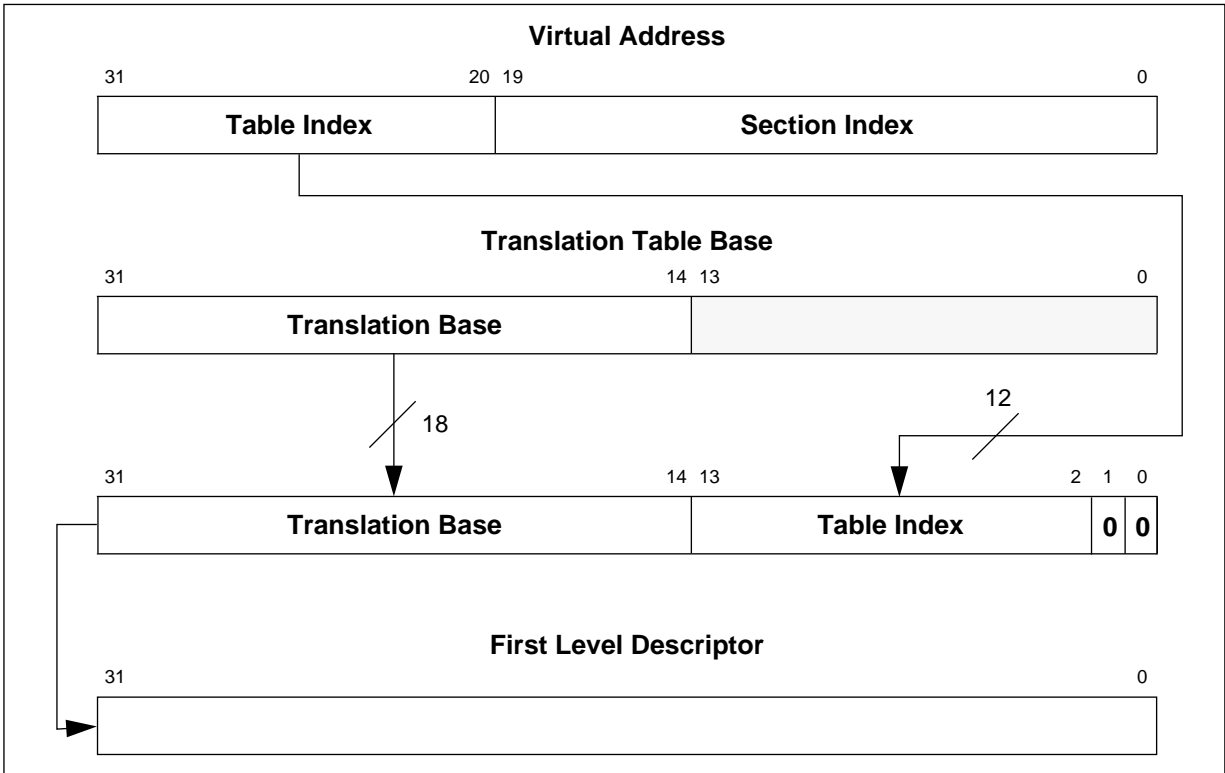 Virtual Address
31 20 19 0
Table Index Section Index
Translation Table Base
31 14 13 0
Translation Base
18 12
31 14 13 2 1 0
Translation Base Table Index 0 0
First Level Descriptor
31 0